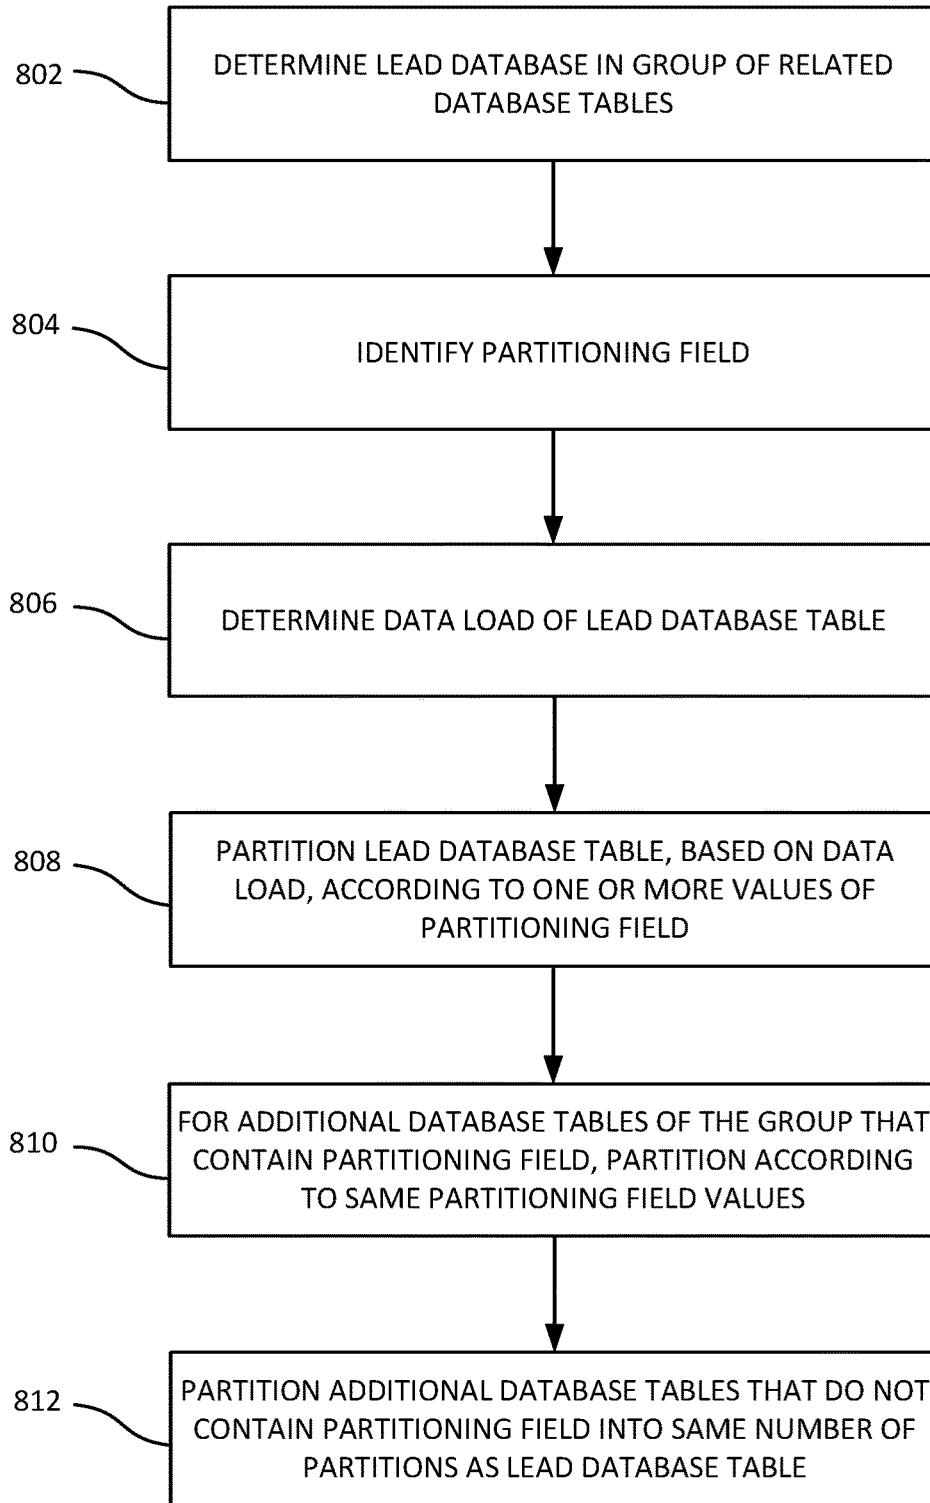 802
DETERMINE LEAD DATABASE IN GROUP OF RELATED
DATABASE TABLES
804
IDENTIFY PARTITIONING FIELD
806
DETERMINE DATA LOAD OF LEAD DATABASE TABLE
808
PARTITION LEAD DATABASE TABLE, BASED ON DATA
LOAD, ACCORDING TO ONE OR MORE VALUES OF
PARTITIONING FIELD
810
FOR ADDITIONAL DATABASE TABLES OF THE GROUP THAT
CONTAIN PARTITIONING FIELD, PARTITION ACCORDING
TO SAME PARTITIONING FIELD VALUES
812
PARTITION ADDITIONAL DATABASE TABLES THAT DO NOT
CONTAIN PARTITIONING FIELD INTO SAME NUMBER OF
PARTITIONS AS LEAD DATABASE TABLE